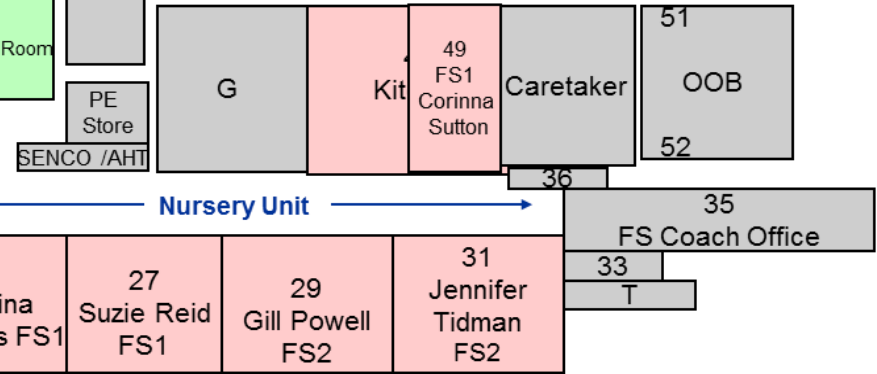 Room
PE
Store
SENCO /AHT
G
Kit
49
FS1
Corinna
Sutton
Caretaker
51
OOB
52
36
Nursery Unit
35
FS Coach Office
33
T
ina
s FS1
27
Suzie Reid
FS1
29
Gill Powell
FS2
31
Jennifer
Tidman
FS2